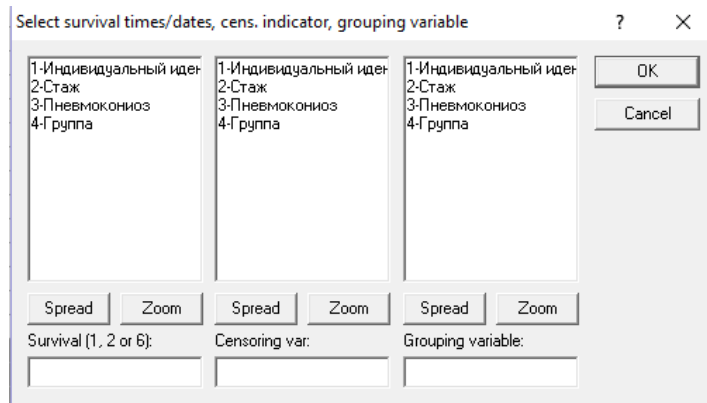 Select survival times/dates, cens. indicator, grouping variable ? ×
1-Индивидуальный иден
2-Стаж
3-Пневмокониоз
4-Группа
1-Индивидуальный иден
2-Стаж
3-Пневмокониоз
4-Группа
1-Индивидуальный иден
2-Стаж
3-Пневмокониоз
4-Группа
OK
Cancel
Spread Zoom Spread Zoom Spread Zoom
Survival (1, 2 or 6): Censoring var: Grouping variable: